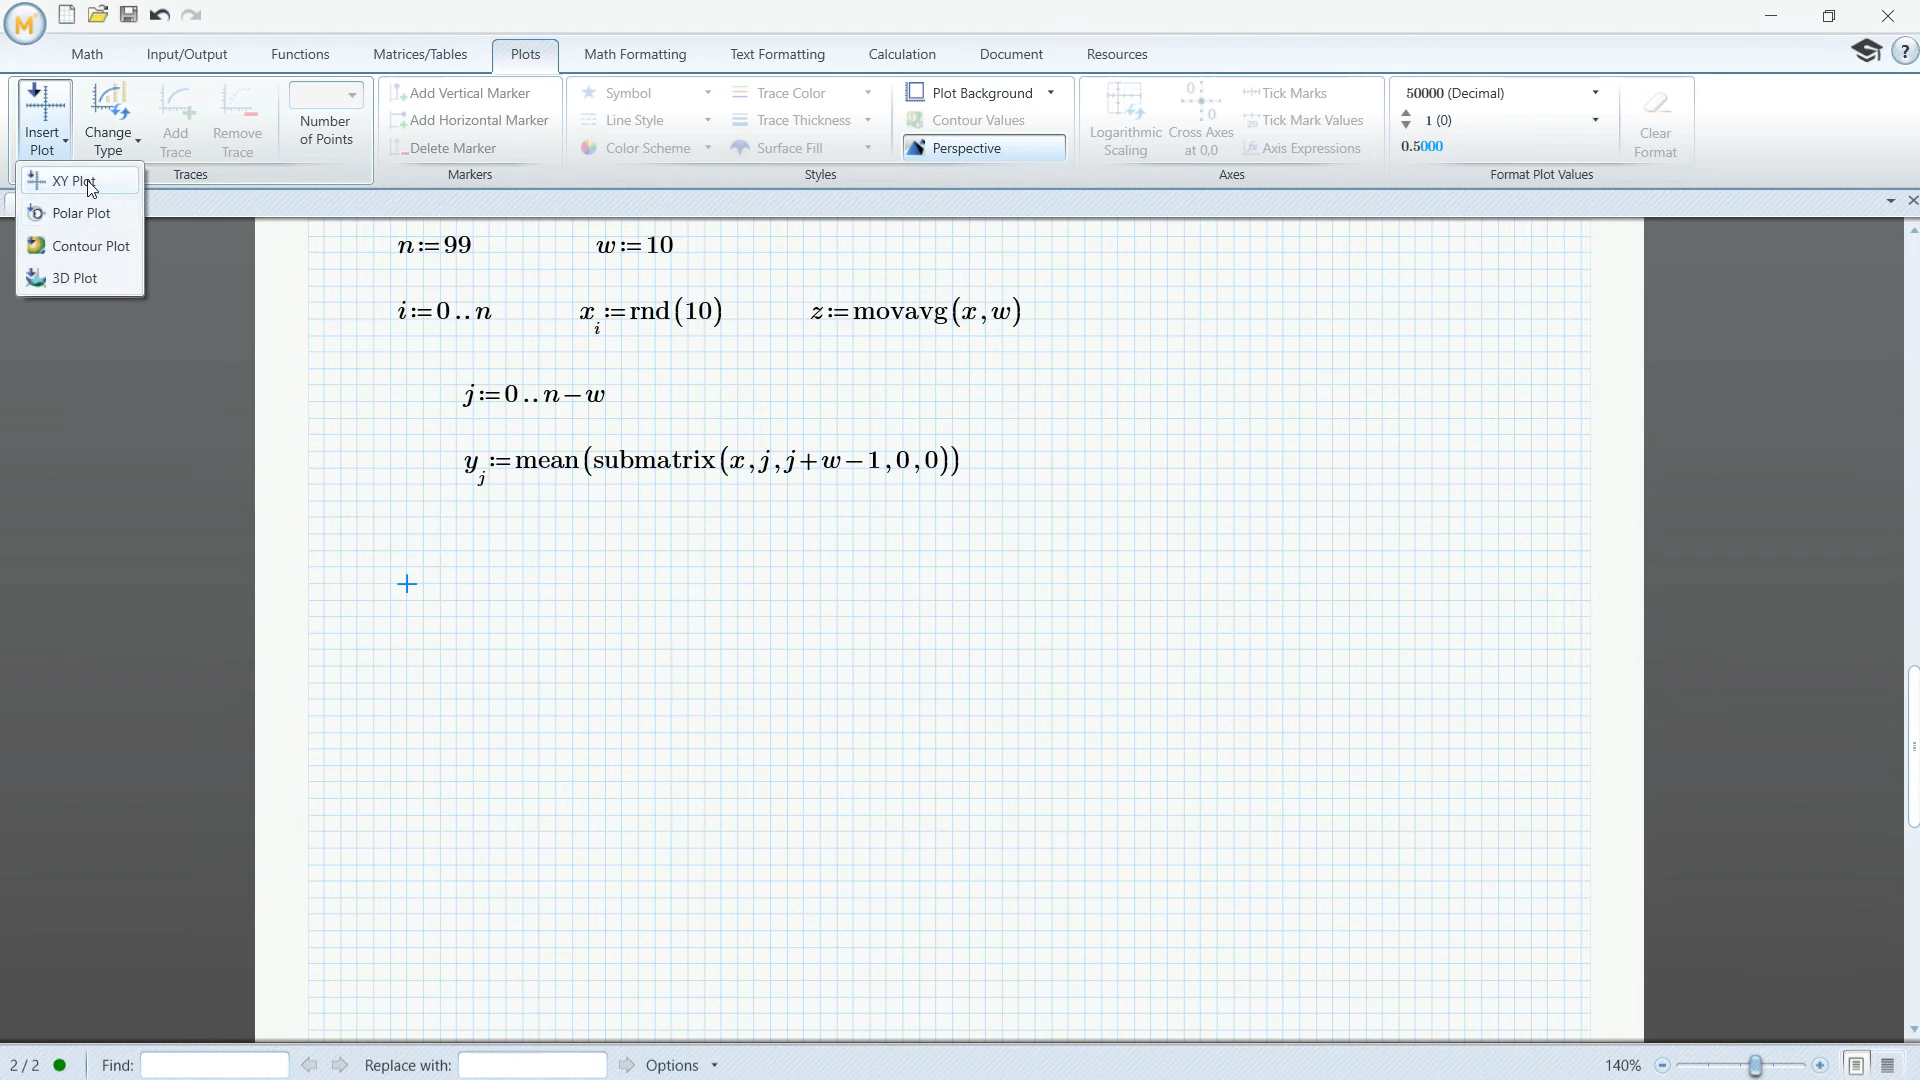 Math Input/Output Functions Matrices/Tables Plots Math Formatting Text Formatting Calculation Document Resources
?
Insert Plot
Change Type
Add Trace
Remove Trace
Number of Points
Traces
Add Vertical Marker
Add Horizontal Marker
Delete Marker
Markers
Symbol
Line Style
Color Scheme
Trace Color
Trace Thickness
Surface Fill
Plot Background
Contour Values
Perspective
Styles
Logarithmic Scaling
Cross Axes at 0,0
Tick Marks
Tick Mark Values
Axis Expressions
Axes
50000 (Decimal)
1 (0)
0.5000
Clear Format
Format Plot Values
XY Plot
Polar Plot
Contour Plot
3D Plot
n:=99 w:=10
i:=0..n x_i:=rnd(10) z:=movavg(x,w)
j:=0..n−w
y_j:=mean(submatrix(x,j,j+w−1,0,0))
2 / 2 Find: Replace with: Options 140%